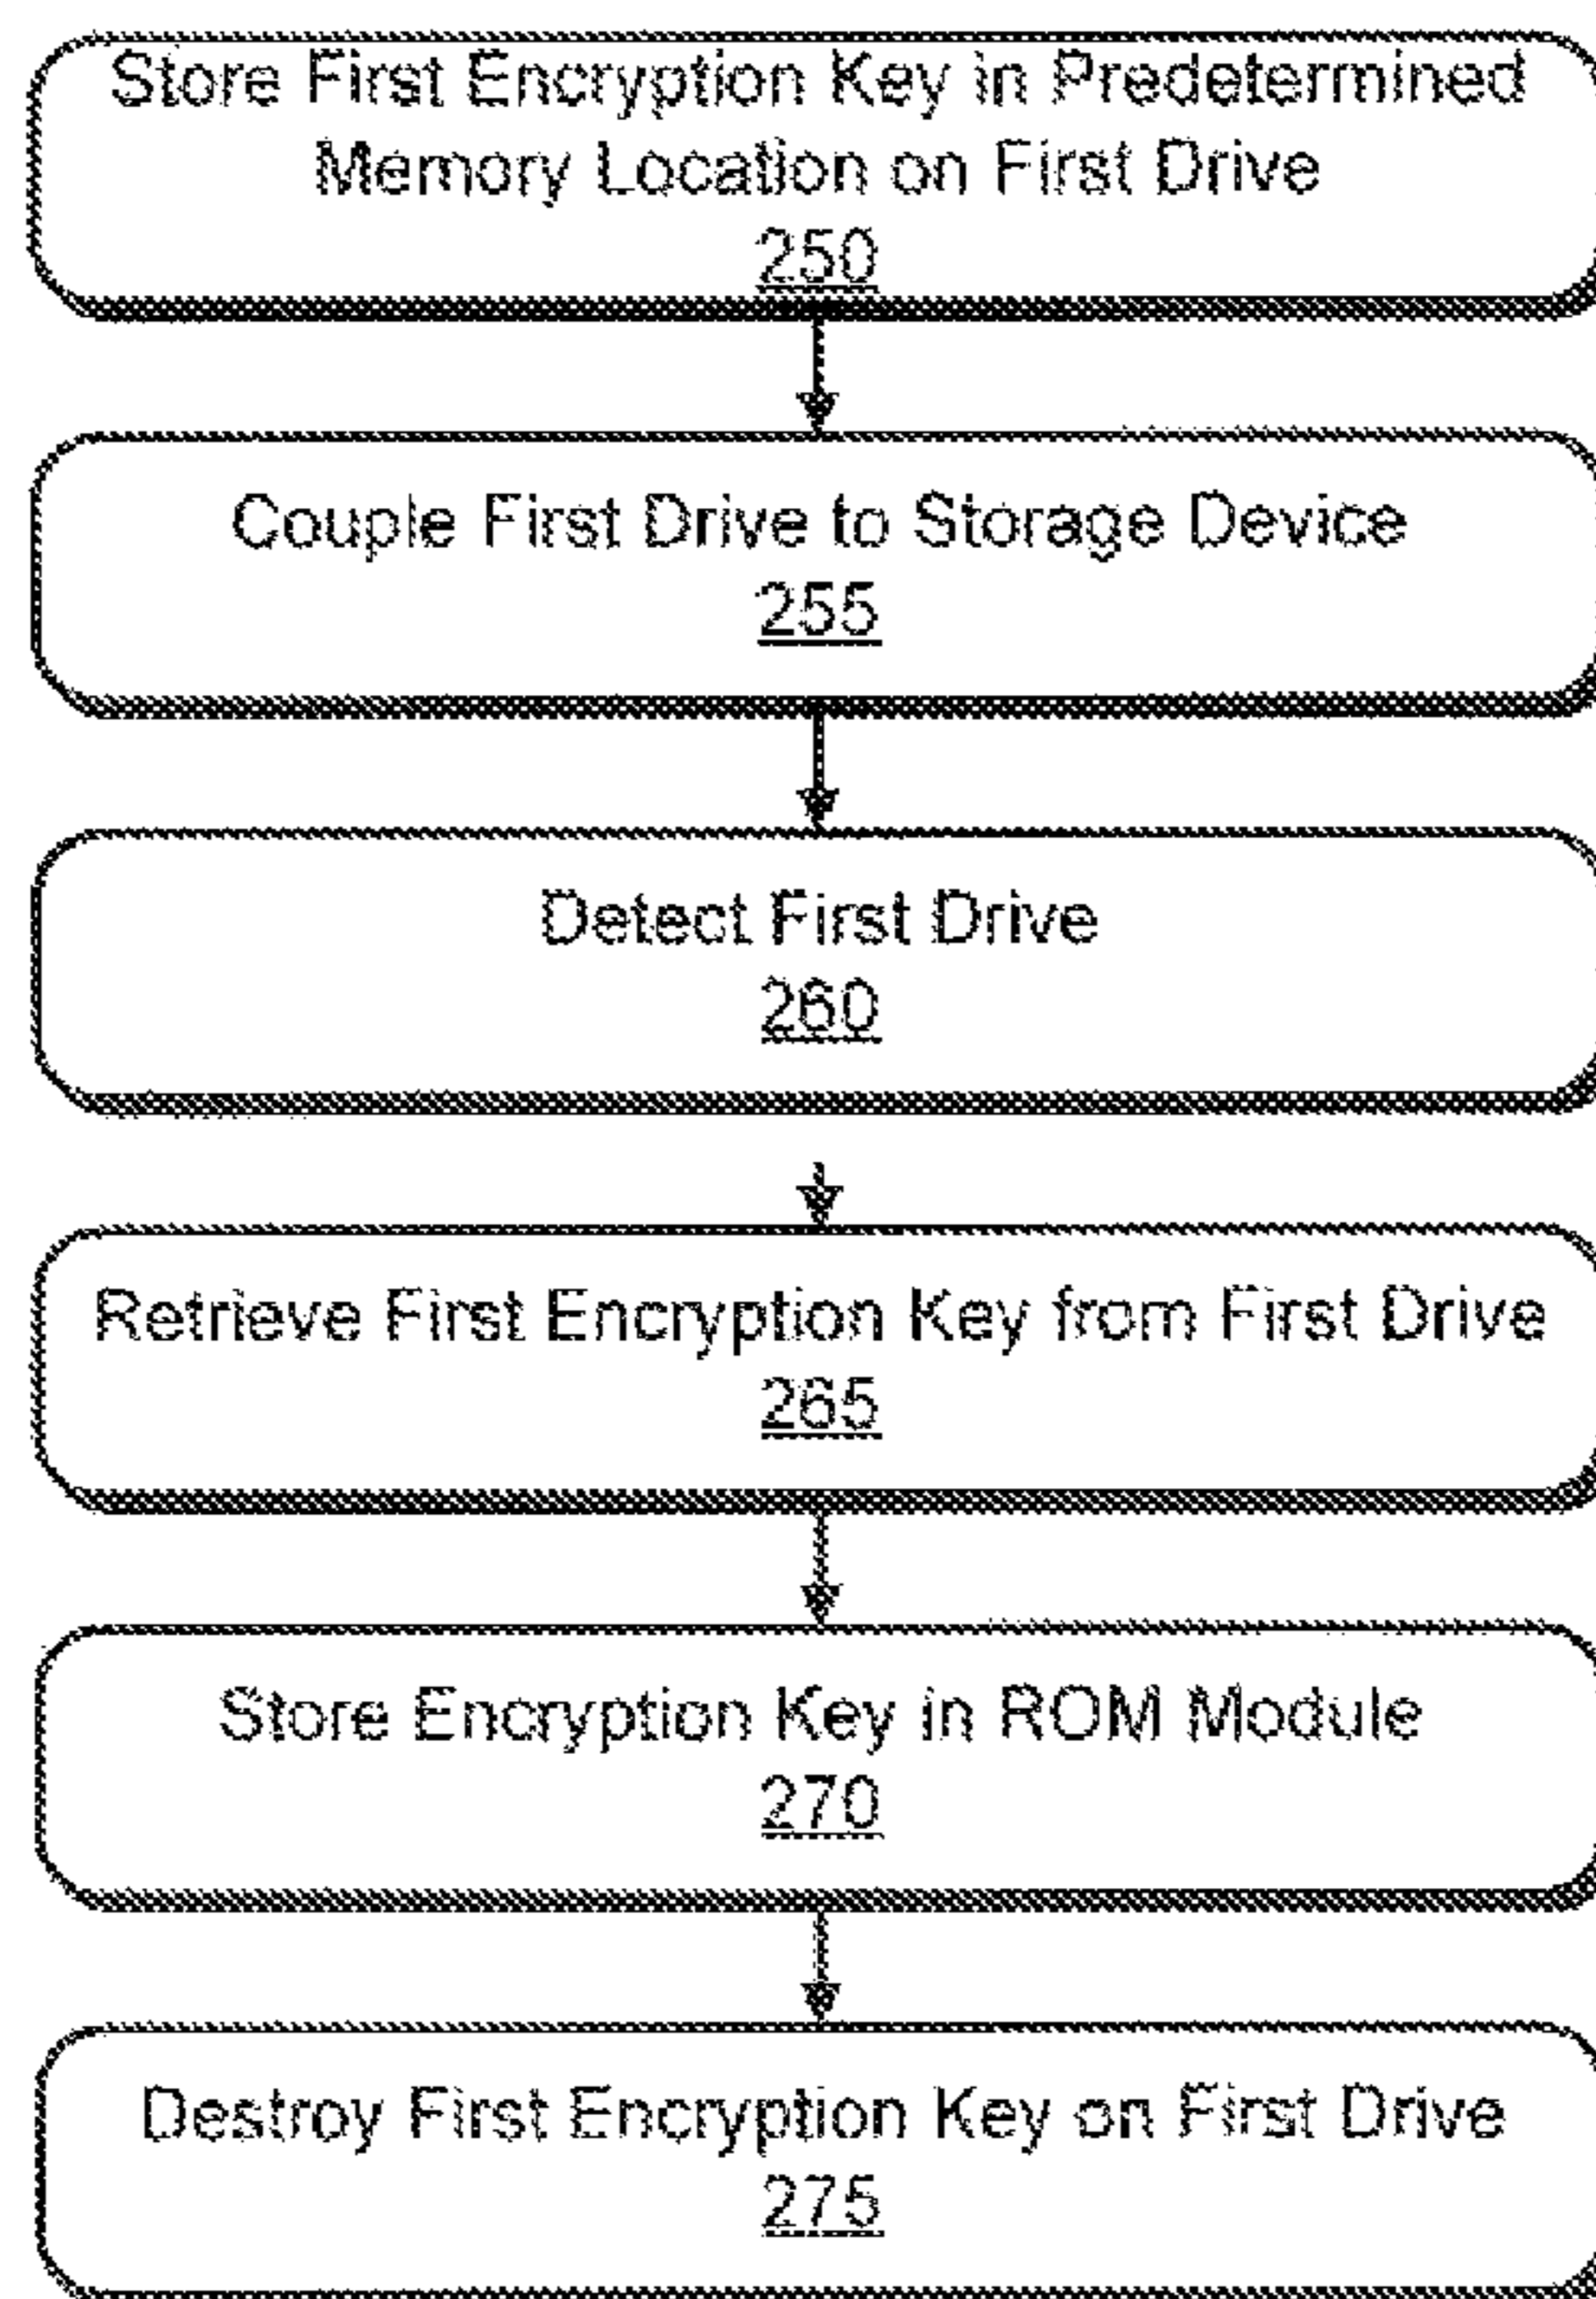 Store First Encryption Key in Predetermined
Memory Location on First Drive
250
Couple First Drive to Storage Device
255
Detect First Drive
260
Retrieve First Encryption Key from First Drive
265
Store Encryption Key in ROM Module
270
Destroy First Encryption Key on First Drive
275